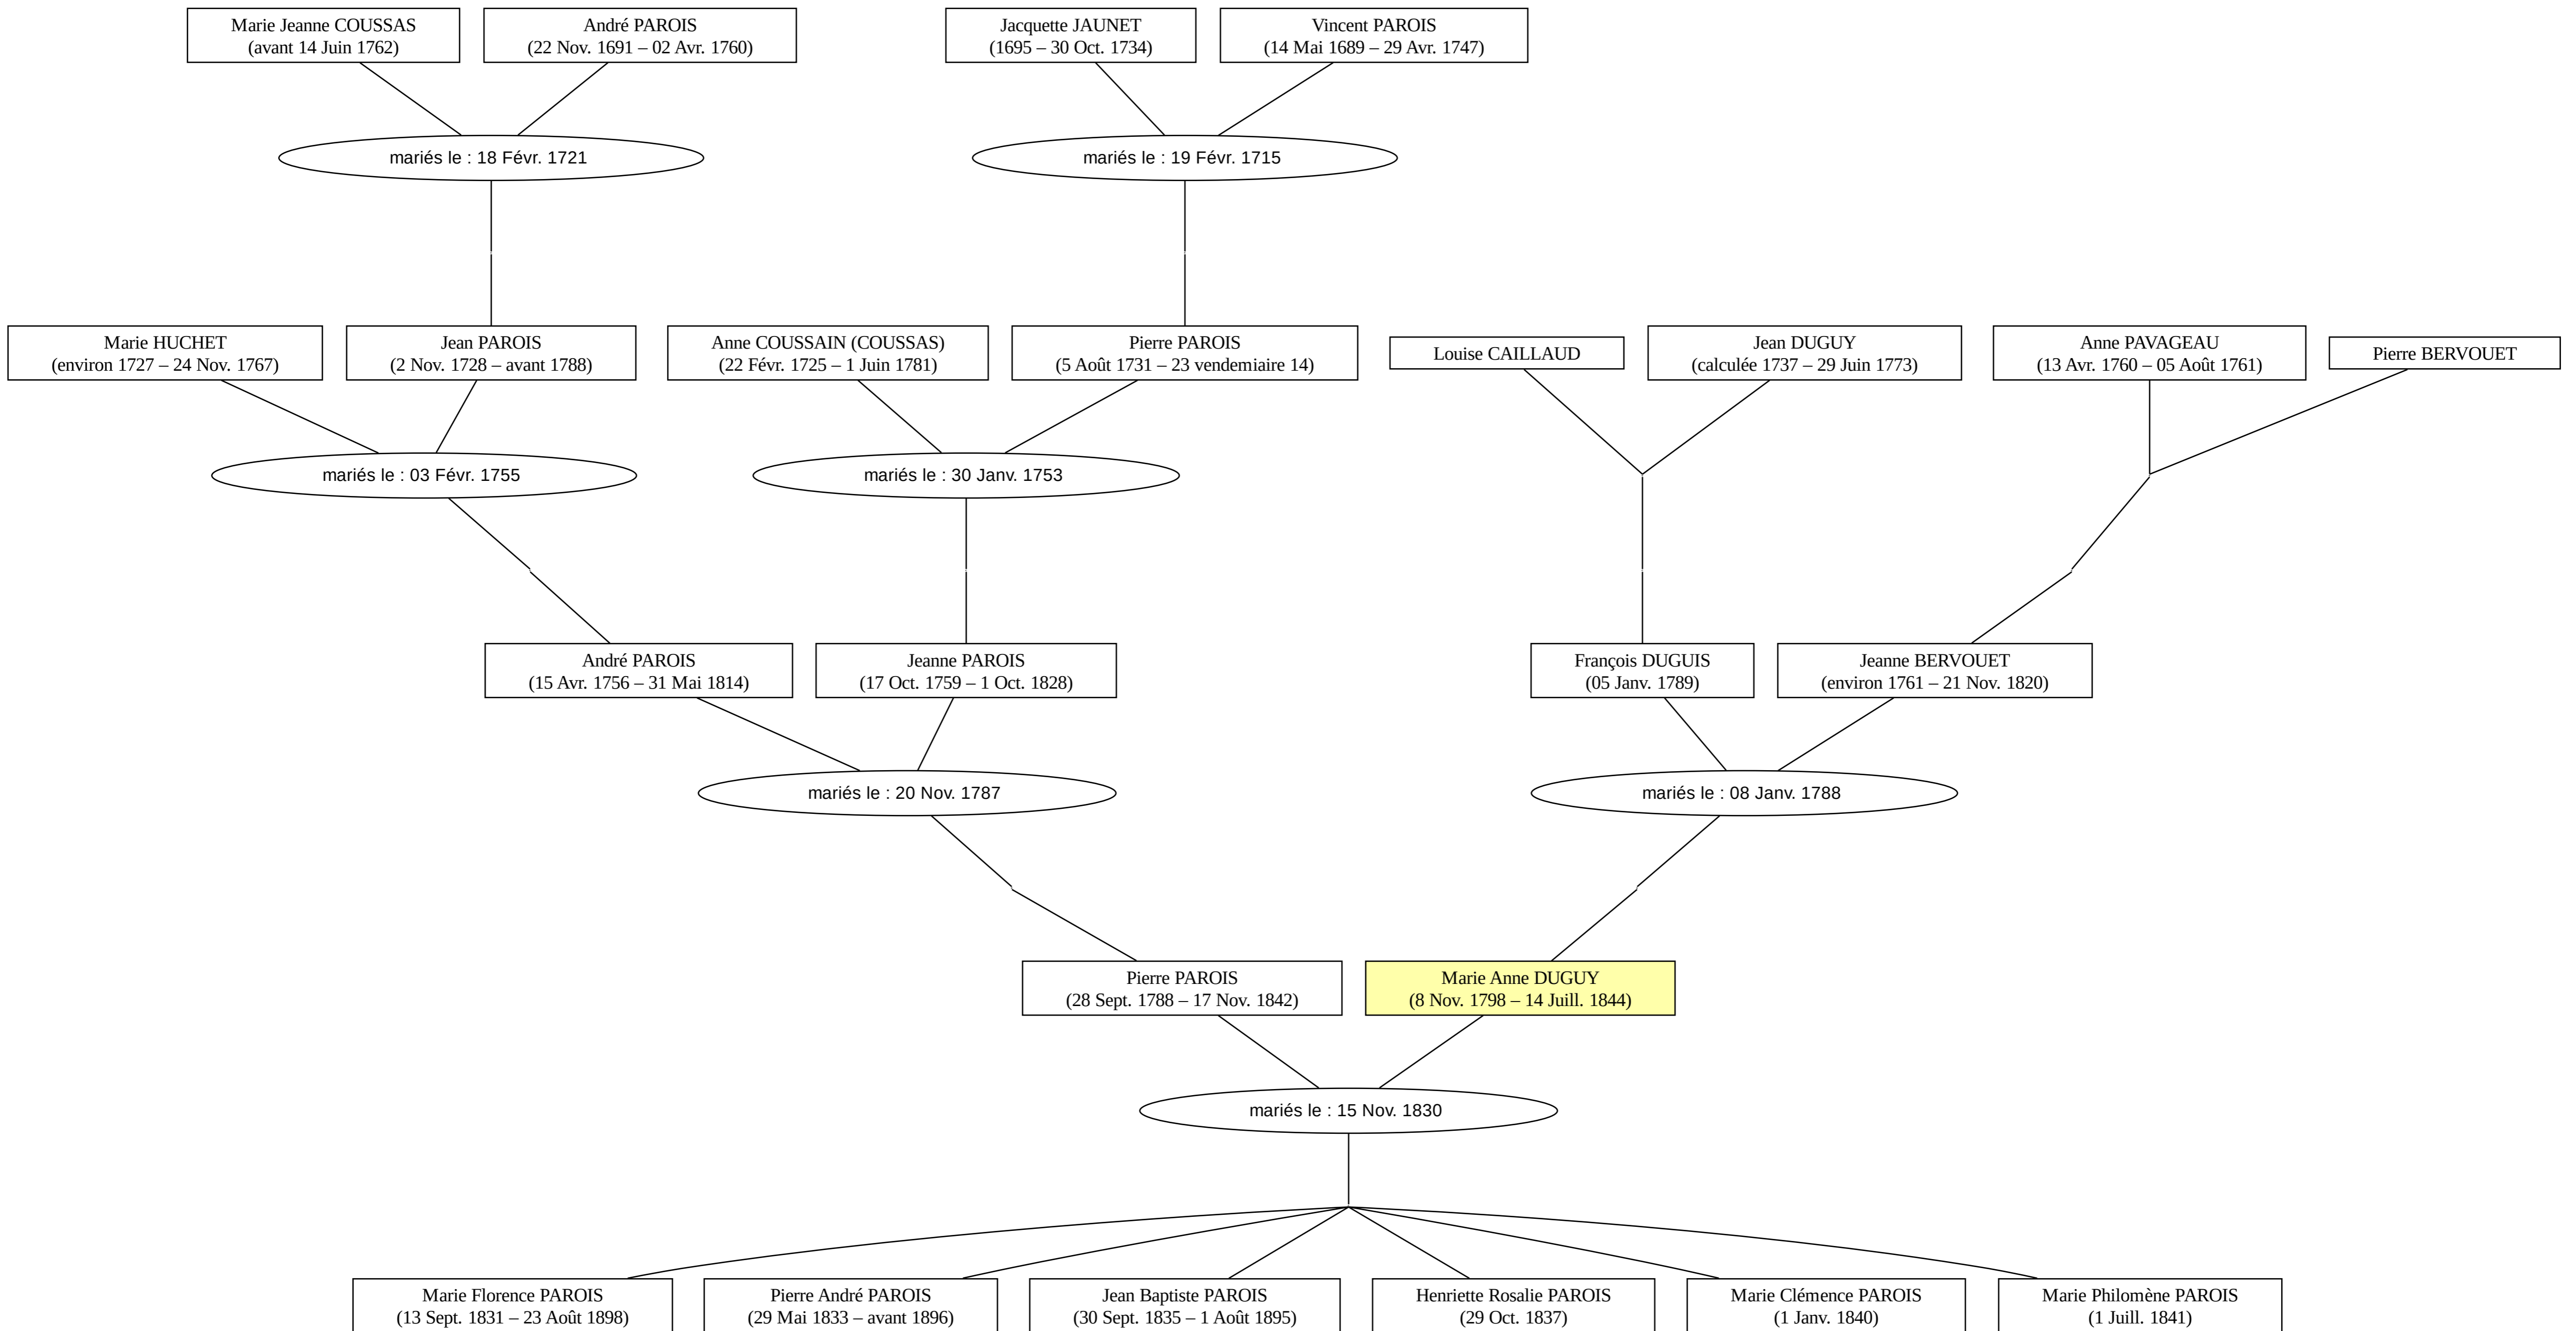 Marie Jeanne COUSSAS
(avant 14 Juin 1762)
André PAROIS
(22 Nov. 1691 – 02 Avr. 1760)
Jacquette JAUNET
(1695 – 30 Oct. 1734)
Vincent PAROIS
(14 Mai 1689 – 29 Avr. 1747)
mariés le : 18 Févr. 1721
mariés le : 19 Févr. 1715
Marie HUCHET
(environ 1727 – 24 Nov. 1767)
Jean PAROIS
(2 Nov. 1728 – avant 1788)
Anne COUSSAIN (COUSSAS)
(22 Févr. 1725 – 1 Juin 1781)
Pierre PAROIS
(5 Août 1731 – 23 vendemiaire 14)
Louise CAILLAUD
Jean DUGUY
(calculée 1737 – 29 Juin 1773)
Anne PAVAGEAU
(13 Avr. 1760 – 05 Août 1761)
Pierre BERVOUET
mariés le : 03 Févr. 1755
mariés le : 30 Janv. 1753
André PAROIS
(15 Avr. 1756 – 31 Mai 1814)
Jeanne PAROIS
(17 Oct. 1759 – 1 Oct. 1828)
François DUGUIS
(05 Janv. 1789)
Jeanne BERVOUET
(environ 1761 – 21 Nov. 1820)
mariés le : 20 Nov. 1787
mariés le : 08 Janv. 1788
Pierre PAROIS
(28 Sept. 1788 – 17 Nov. 1842)
Marie Anne DUGUY
(8 Nov. 1798 – 14 Juill. 1844)
mariés le : 15 Nov. 1830
Marie Florence PAROIS
(13 Sept. 1831 – 23 Août 1898)
Pierre André PAROIS
(29 Mai 1833 – avant 1896)
Jean Baptiste PAROIS
(30 Sept. 1835 – 1 Août 1895)
Henriette Rosalie PAROIS
(29 Oct. 1837)
Marie Clémence PAROIS
(1 Janv. 1840)
Marie Philomène PAROIS
(1 Juill. 1841)